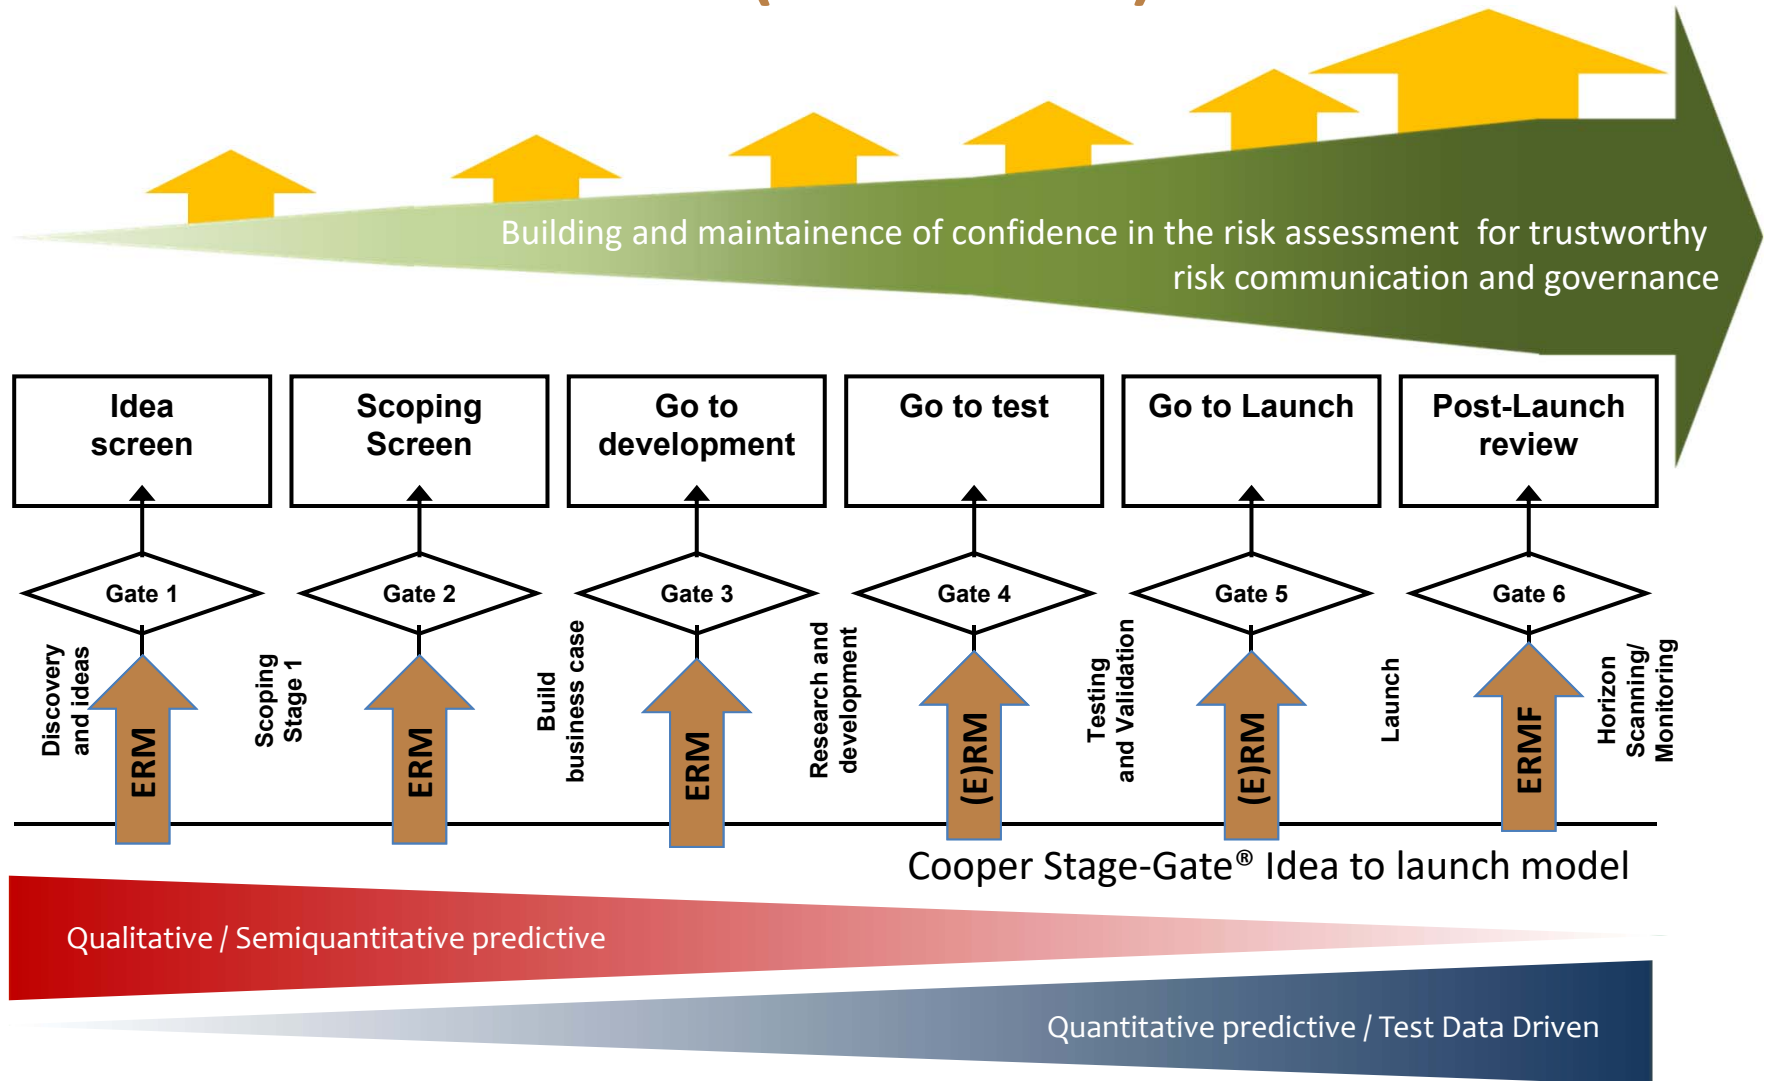 Building and maintainence of confidence in the risk assessment for trustworthy
risk communication and governance
Idea
screen
Scoping
Screen
Go to
development
Go to test
Go to Launch
Post-Launch
review
Gate 1
Gate 2
Gate 3
Gate 4
Gate 5
Gate 6
Discovery
and ideas
ERM
Scoping
Stage 1
ERM
Build
business case
ERM
Research and
development
(E)RM
Testing
and Validation
(E)RM
Launch
ERMF
Horizon
Scanning/
Monitoring
Cooper Stage-Gate® Idea to launch model
Qualitative / Semiquantitative predictive
Quantitative predictive / Test Data Driven